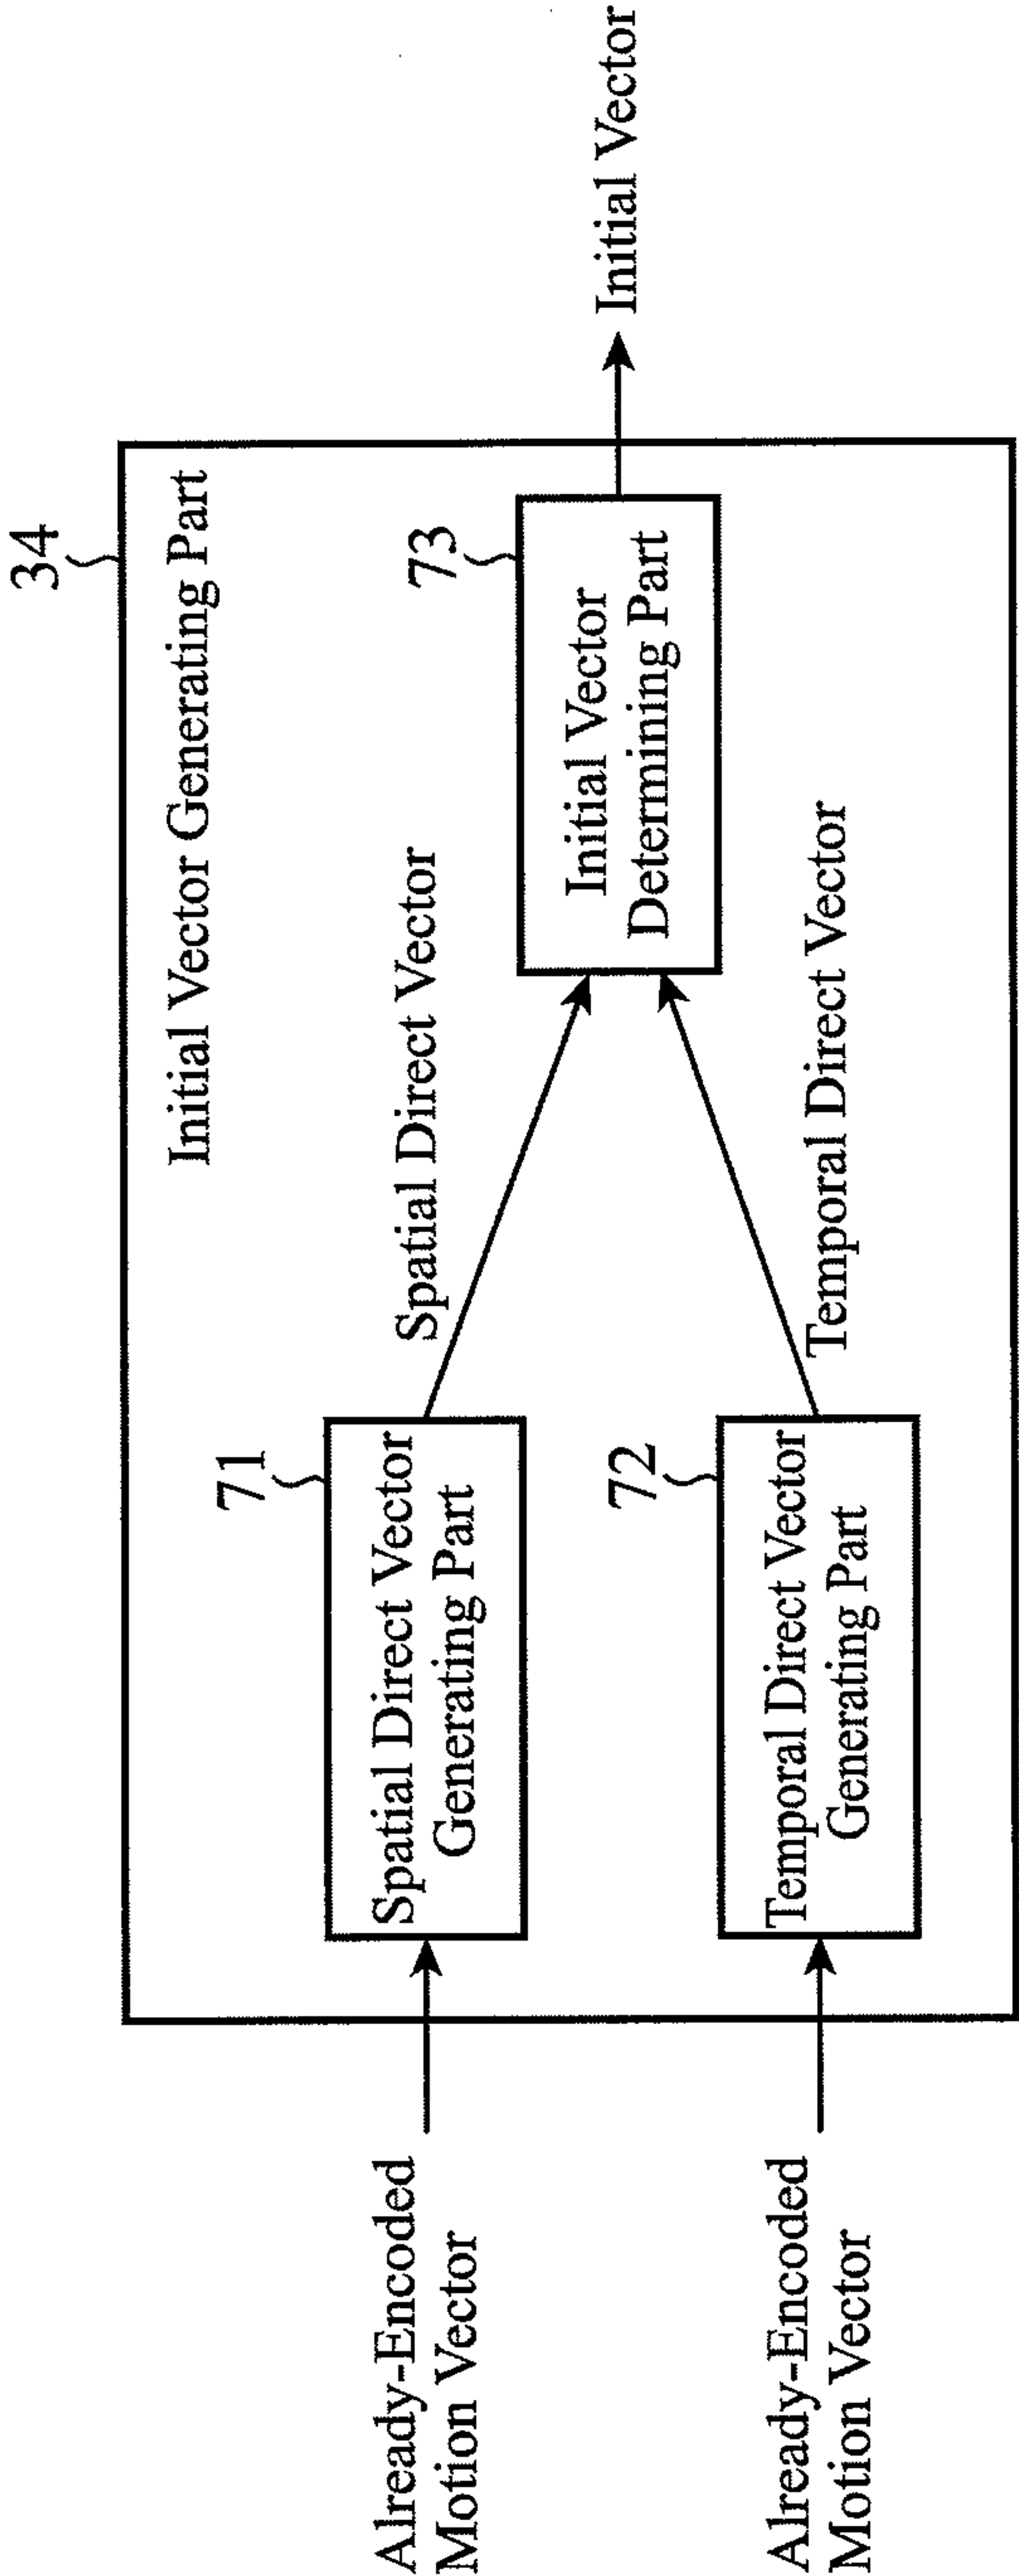 34
Initial Vector Generating Part
Already-Encoded
Motion Vector
71
Spatial Direct Vector
Generating Part
Spatial Direct Vector
73
Initial Vector
Determining Part
Initial Vector
Already-Encoded
Motion Vector
72
Temporal Direct Vector
Generating Part
Temporal Direct Vector